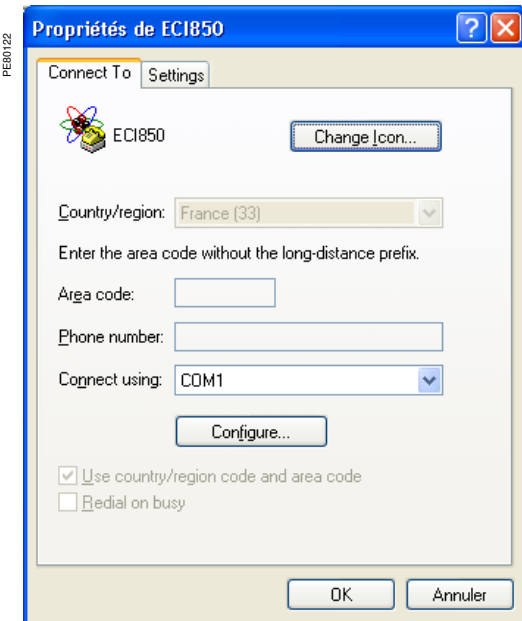 PE80122
Propriétés de ECI850
Connect To Settings
ECI850 Change Icon...
Country/region: France (33)
Enter the area code without the long-distance prefix.
Area code:
Phone number:
Connect using: COM1
Configure...
Use country/region code and area code
Redial on busy
OK Annuler